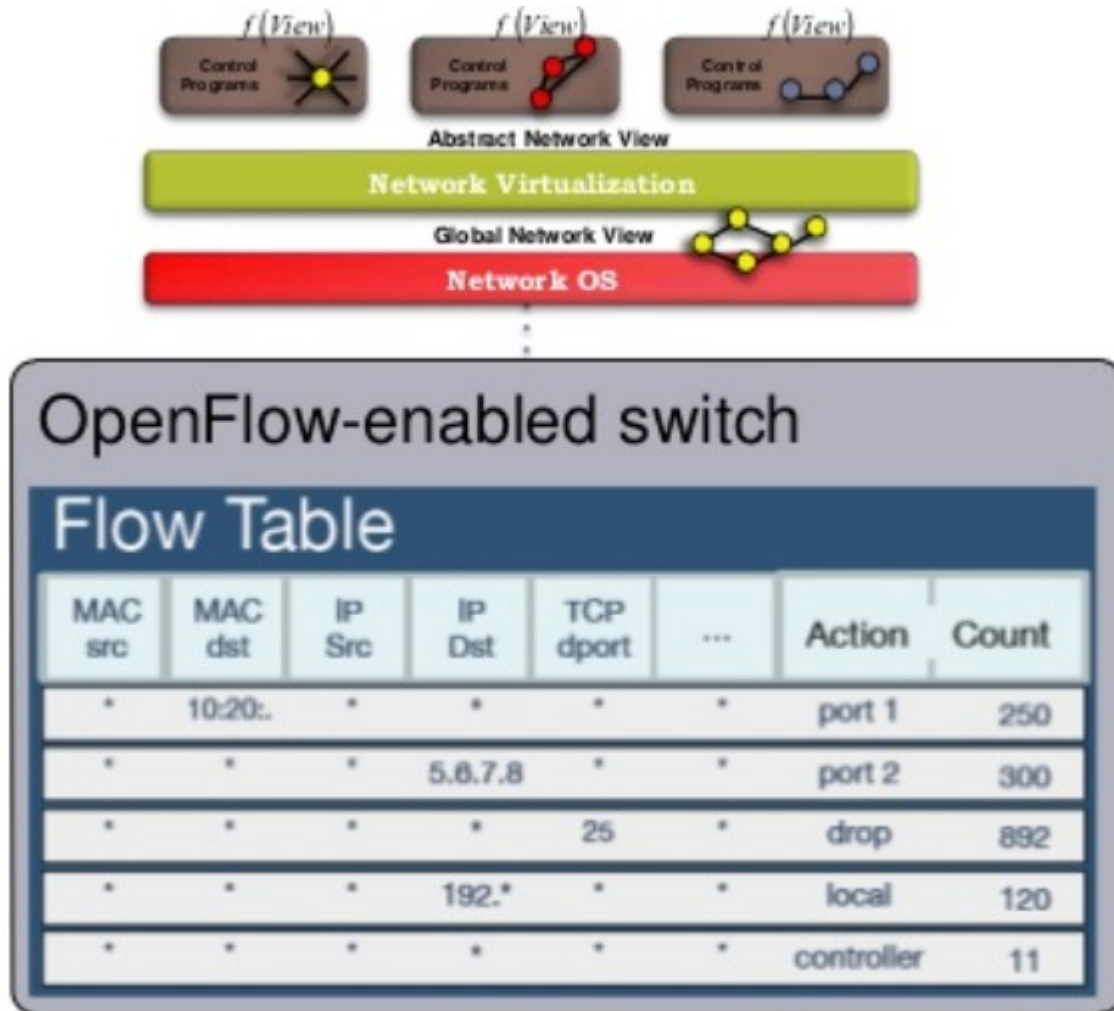 f(View) f(View) f(View)
Control Programs Control Programs Control Programs
Abstract Network View
Network Virtualization
Global Network View
Network OS
OpenFlow-enabled switch
Flow Table
MAC src MAC dst IP Src IP Dst TCP dport ... Action Count
* 10:20:. * * * * port 1 250
* * * 5.6.7.8 * * port 2 300
* * * * 25 * drop 892
* * * 192.* * * local 120
* * * * * * controller 11